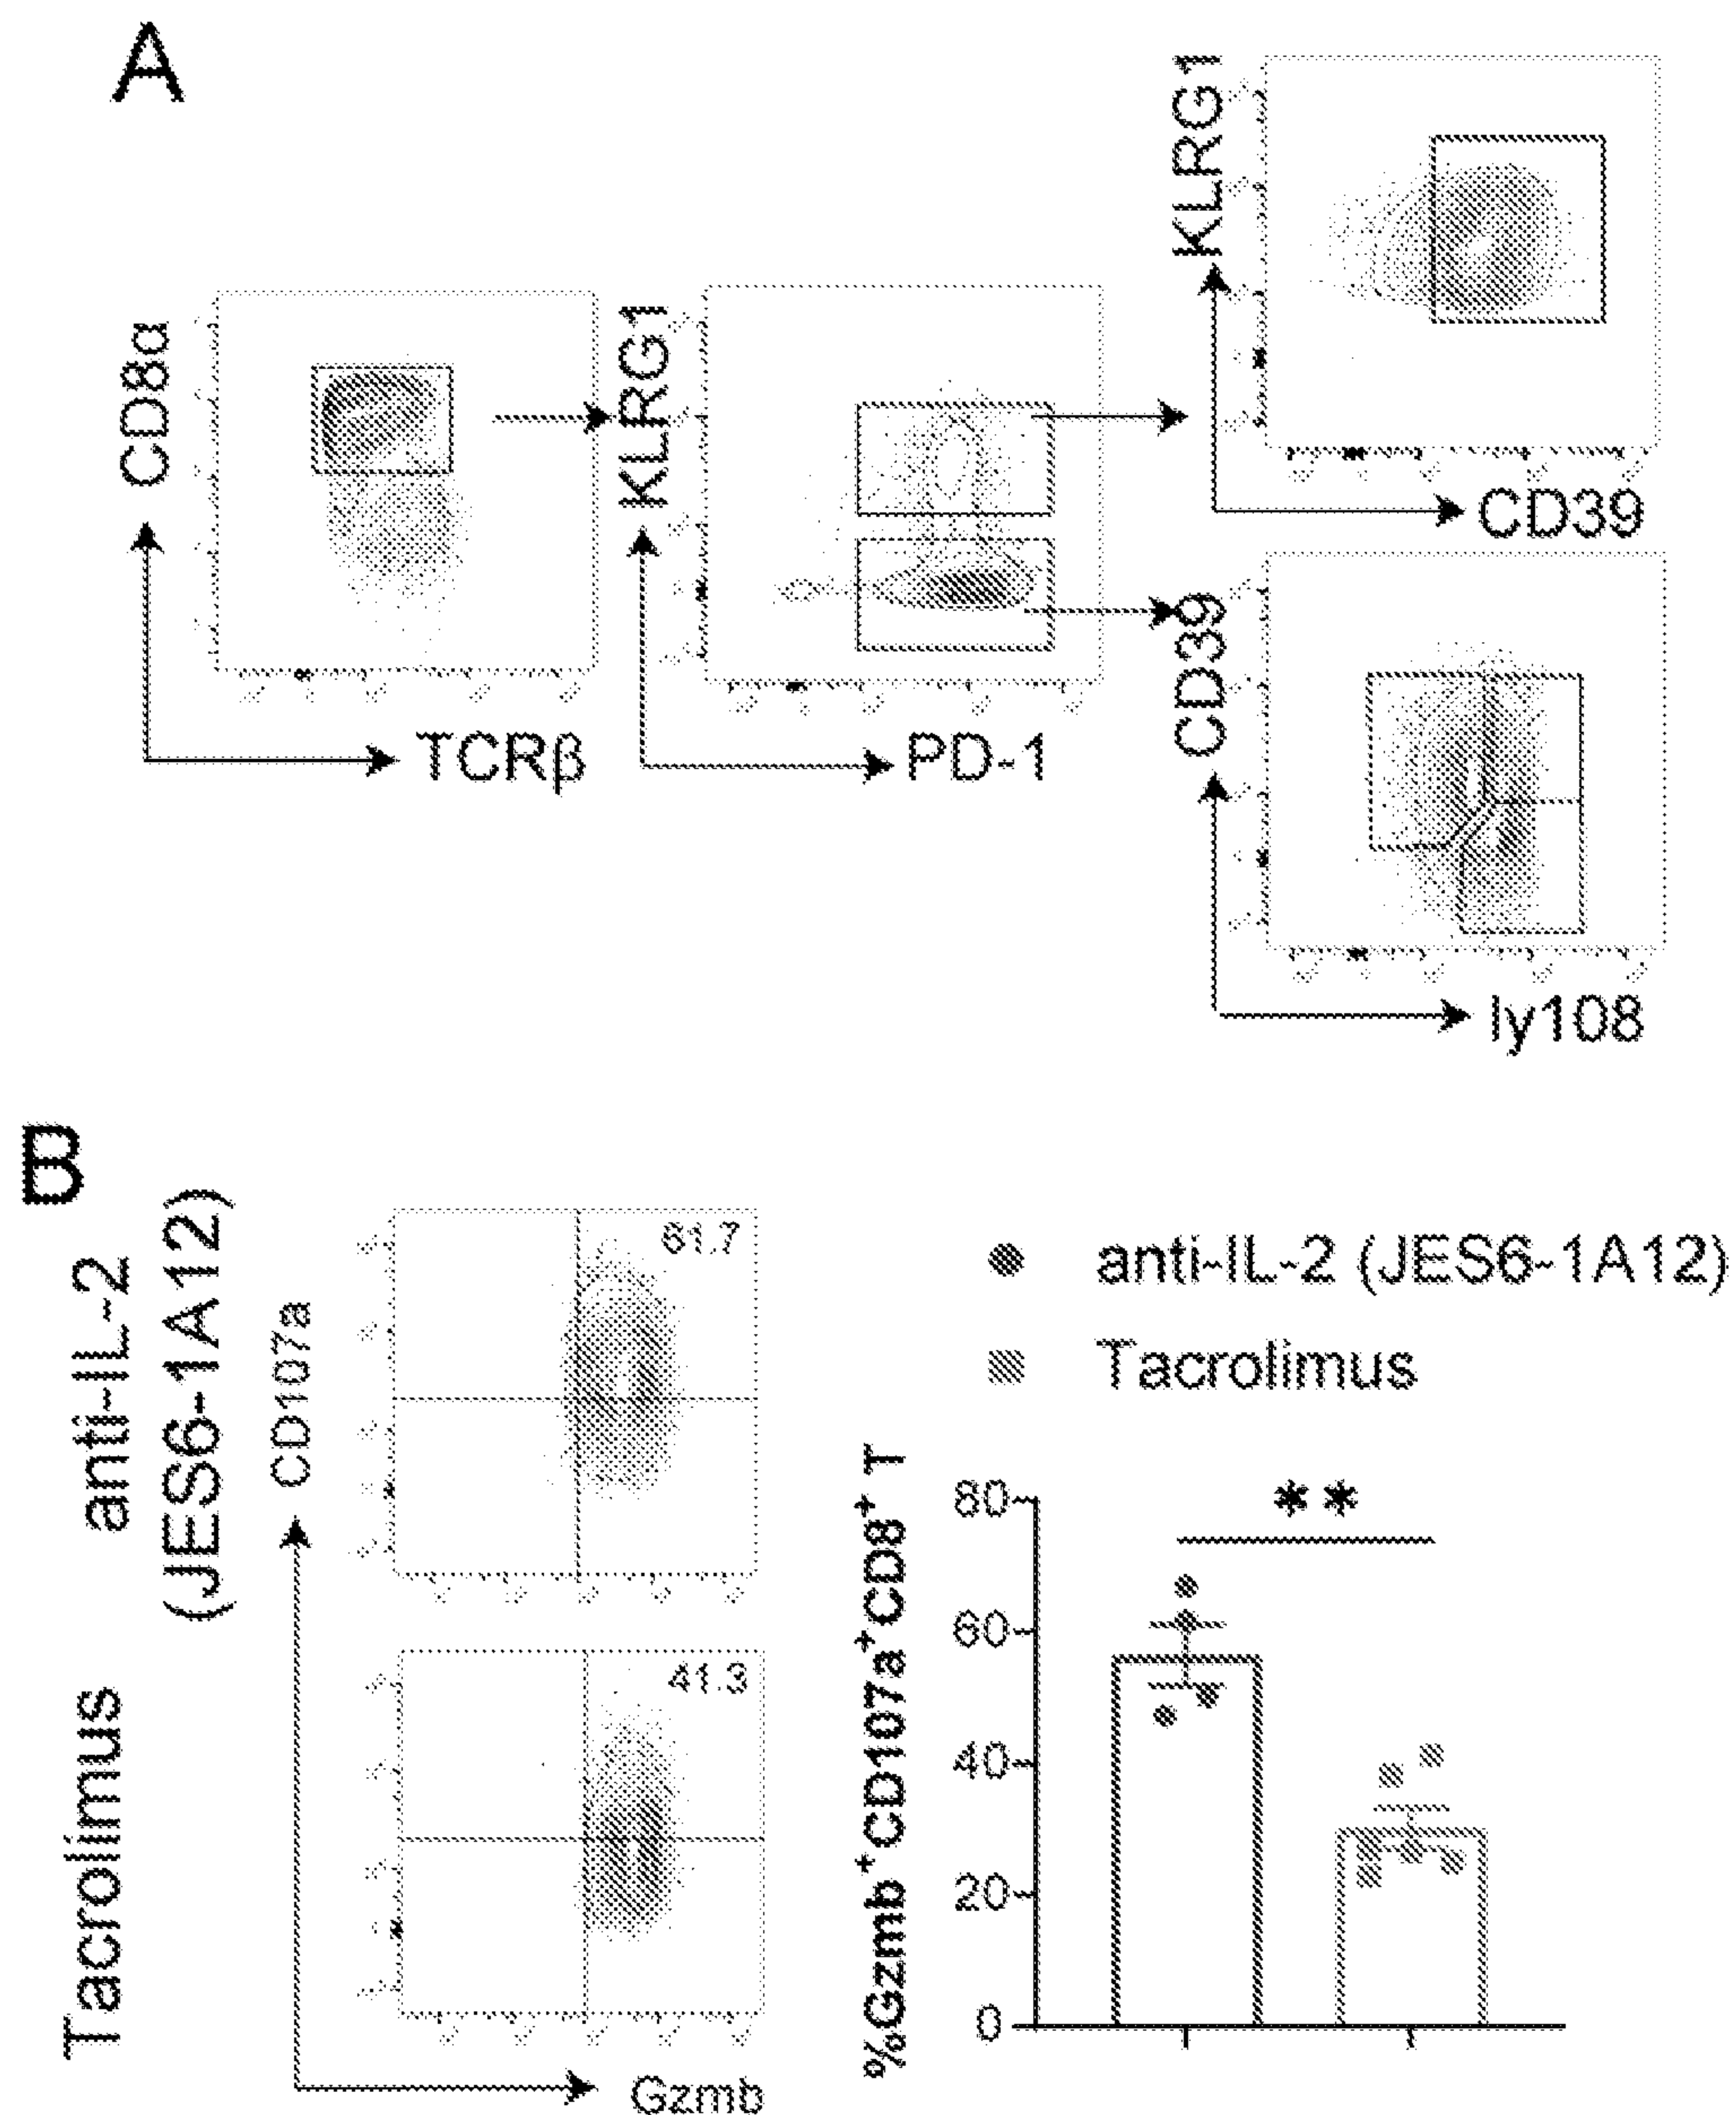 A
CD8α
TCRβ
KLRG1
PD-1
KLRG1
CD39
CD39
ly108
B
anti-IL-2
(JES6-1A12)
CD107a
61.7
Tacrolimus
41.3
Gzmb
anti-IL-2 (JES6-1A12)
Tacrolimus
%Gzmb⁺CD107a⁺CD8⁺ T
**
80
60
40
20
0